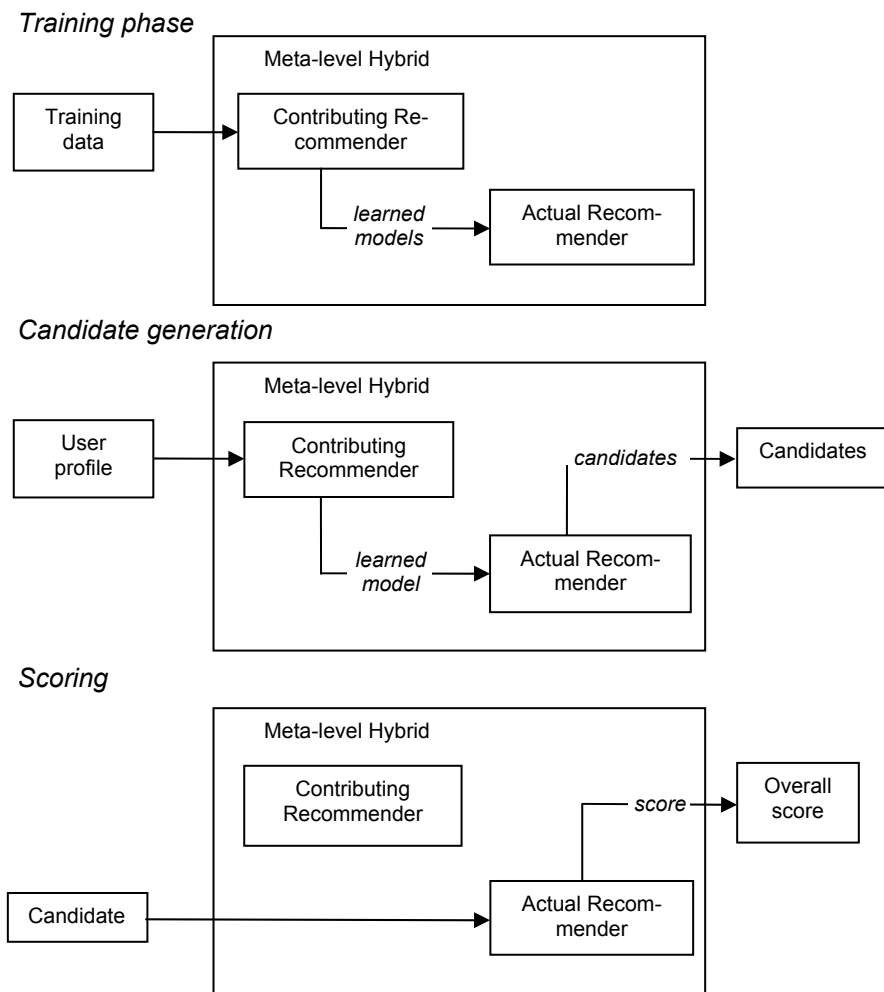 Training phase
Meta-level Hybrid
Training
data
Contributing Re-
commender
learned
models
Actual Recom-
mender
Candidate generation
Meta-level Hybrid
User
profile
Contributing
Recommender
candidates
Candidates
learned
model
Actual Recom-
mender
Scoring
Meta-level Hybrid
Contributing
Recommender
score
Overall
score
Candidate
Actual Recom-
mender